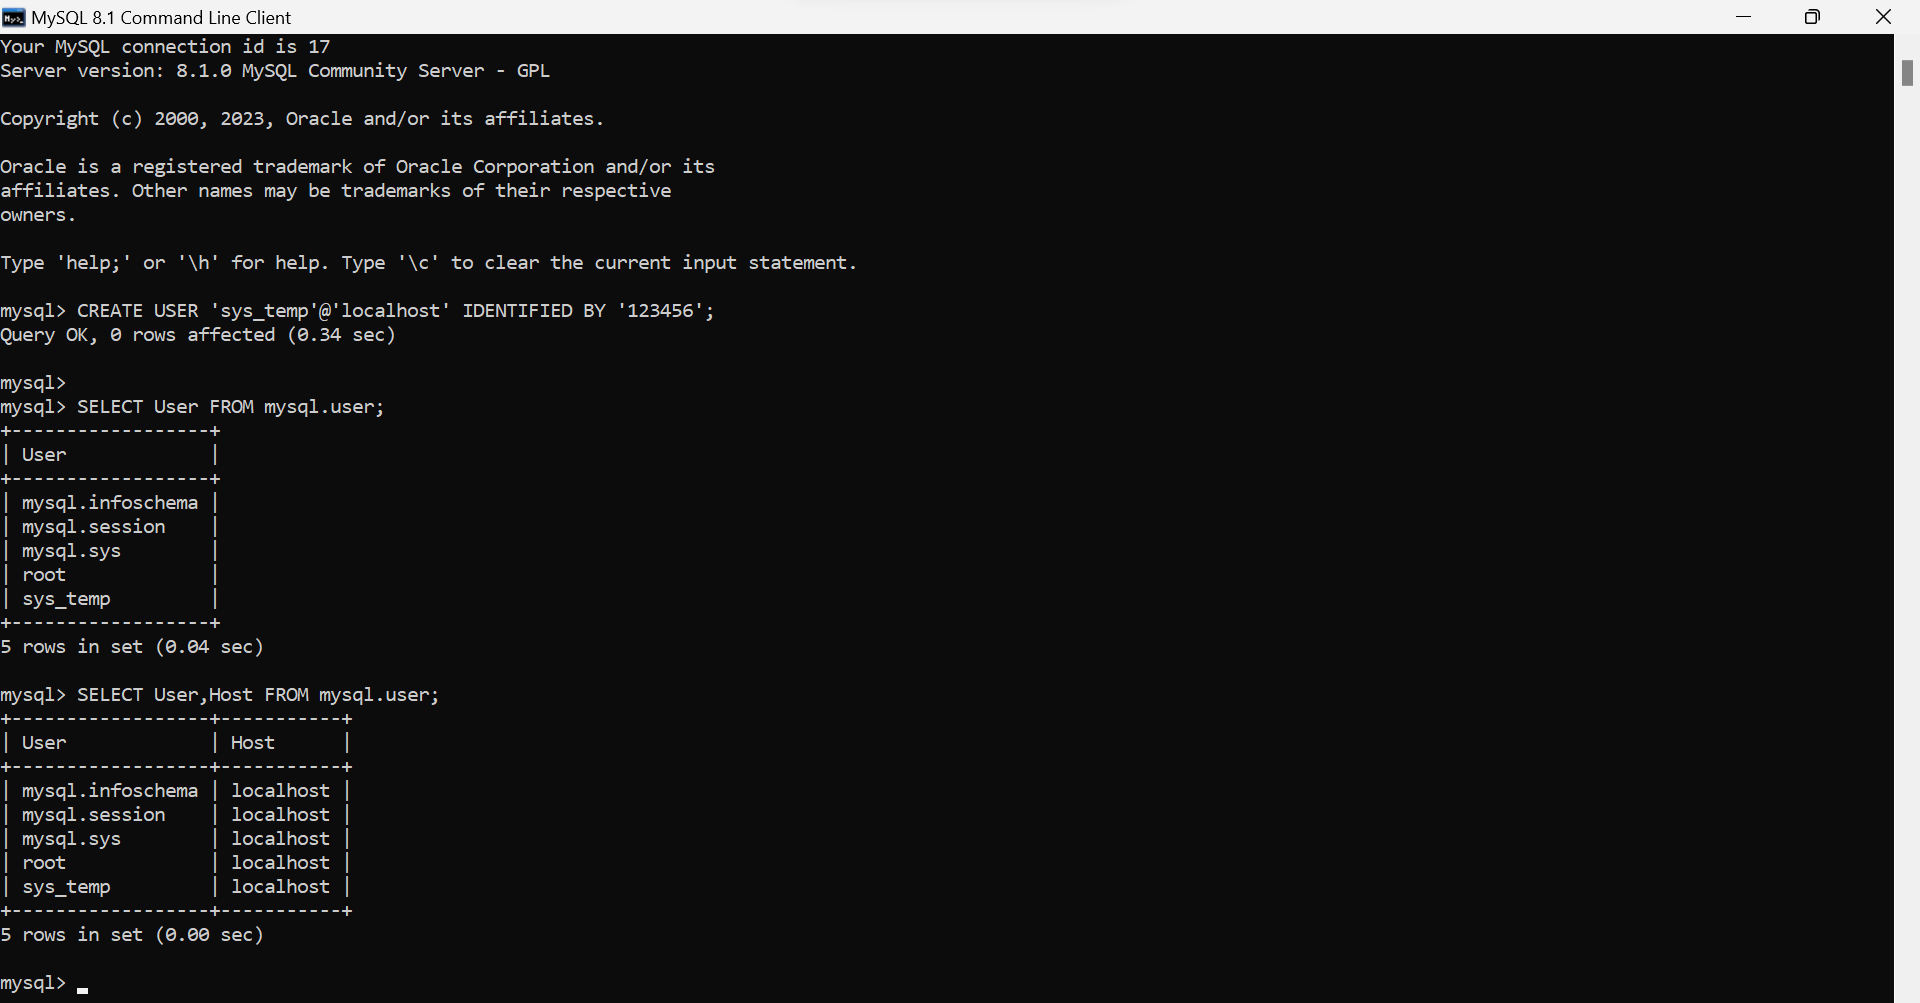 MySQL 8.1 Command Line Client
Your MySQL connection id is 17
Server version: 8.1.0 MySQL Community Server - GPL
Copyright (c) 2000, 2023, Oracle and/or its affiliates.
Oracle is a registered trademark of Oracle Corporation and/or its
affiliates. Other names may be trademarks of their respective
owners.
Type 'help;' or '\h' for help. Type '\c' to clear the current input statement.
mysql> CREATE USER 'sys_temp'@'localhost' IDENTIFIED BY '123456';
Query OK, 0 rows affected (0.34 sec)
mysql>
mysql> SELECT User FROM mysql.user;
+------------------+
| User             |
+------------------+
| mysql.infoschema |
| mysql.session    |
| mysql.sys        |
| root             |
| sys_temp         |
+------------------+
5 rows in set (0.04 sec)
mysql> SELECT User,Host FROM mysql.user;
+------------------+-----------+
| User             | Host      |
+------------------+-----------+
| mysql.infoschema | localhost |
| mysql.session    | localhost |
| mysql.sys        | localhost |
| root             | localhost |
| sys_temp         | localhost |
+------------------+-----------+
5 rows in set (0.00 sec)
mysql>